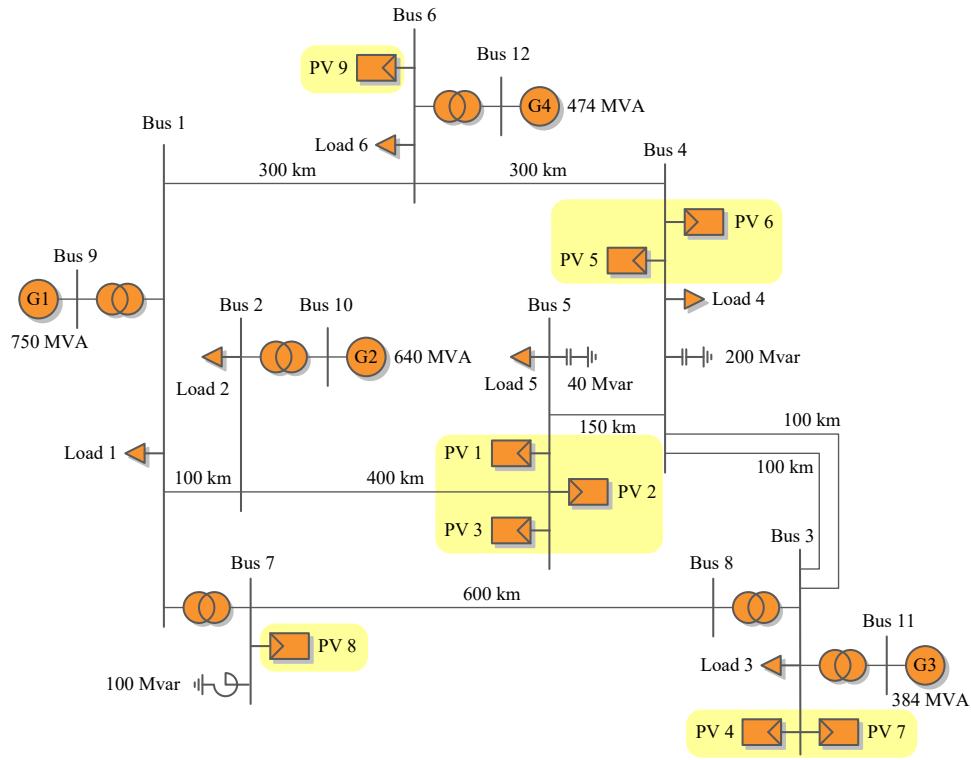 Bus 6
PV 9
Bus 12
G4
474 MVA
Bus 1
Load 6
Bus 4
300 km
300 km
PV 6
PV 5
Bus 9
G1
750 MVA
Bus 2
Bus 10
Bus 5
Load 4
G2
640 MVA
Load 2
Load 5
40 Mvar
200 Mvar
150 km
100 km
Load 1
PV 1
100 km
100 km
400 km
PV 2
PV 3
Bus 3
Bus 7
600 km
Bus 8
PV 8
Bus 11
Load 3
G3
100 Mvar
384 MVA
PV 4
PV 7